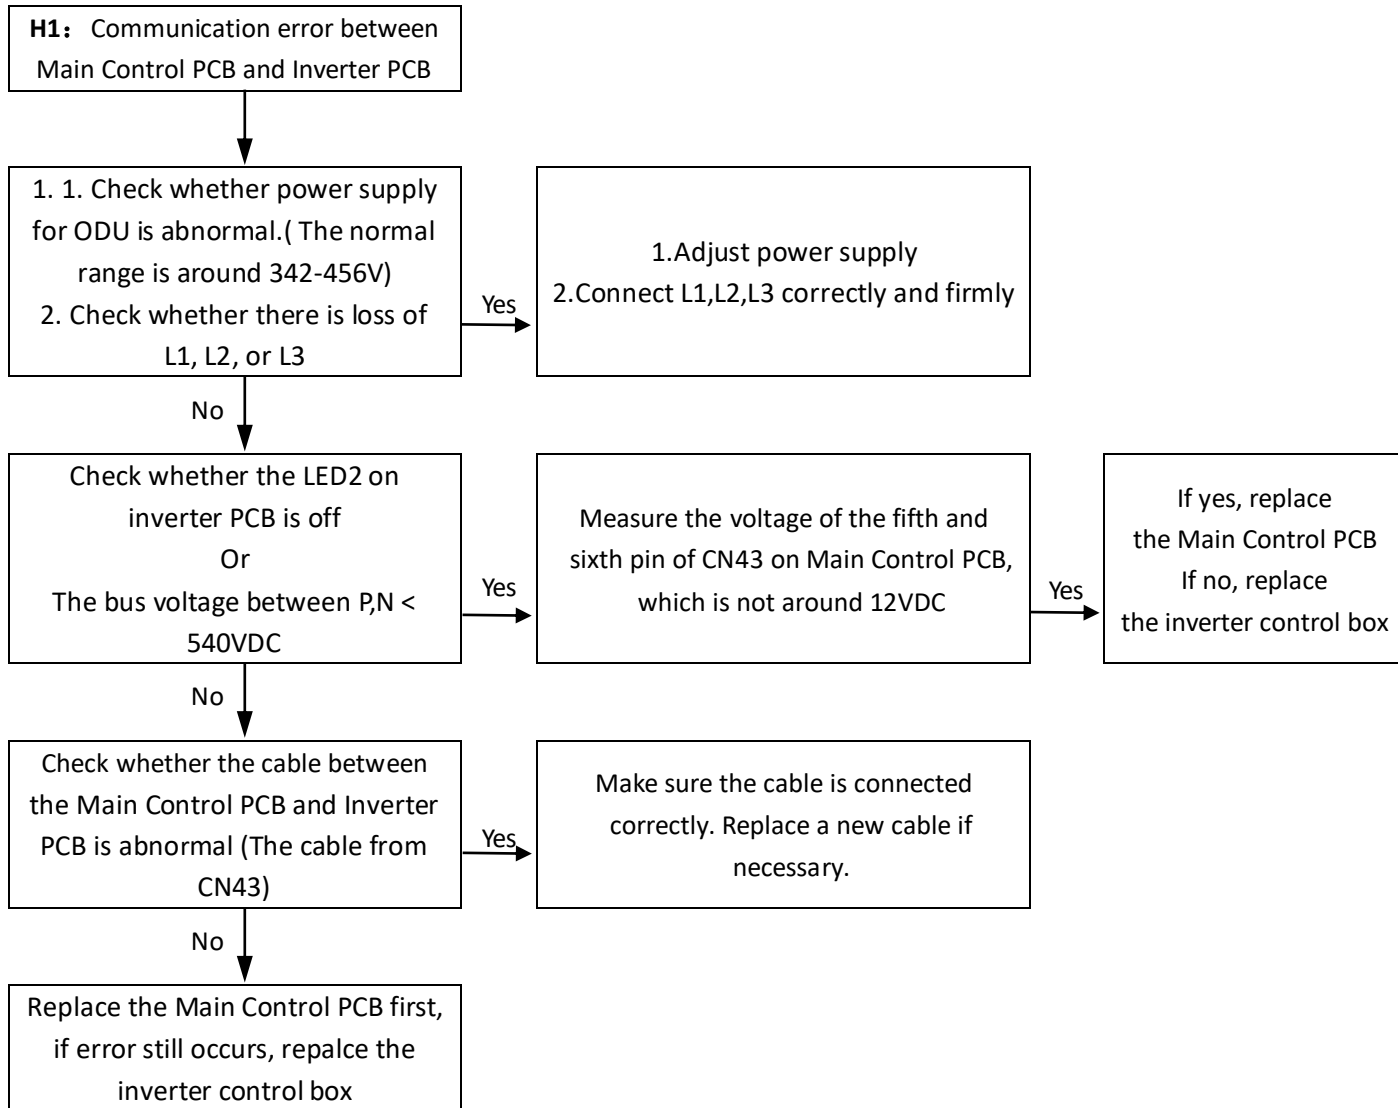 H1： Communication error between
Main Control PCB and Inverter PCB
1. 1. Check whether power supply
for ODU is abnormal.( The normal
range is around 342-456V)
2. Check whether there is loss of
L1, L2, or L3
Yes
1.Adjust power supply
2.Connect L1,L2,L3 correctly and firmly
No
Check whether the LED2 on
inverter PCB is off
Or
The bus voltage between P,N <
540VDC
Yes
Measure the voltage of the fifth and
sixth pin of CN43 on Main Control PCB,
which is not around 12VDC
Yes
If yes, replace
the Main Control PCB
If no, replace
the inverter control box
No
Check whether the cable between
the Main Control PCB and Inverter
PCB is abnormal (The cable from
CN43)
Yes
Make sure the cable is connected
correctly. Replace a new cable if
necessary.
No
Replace the Main Control PCB first,
if error still occurs, repalce the
inverter control box